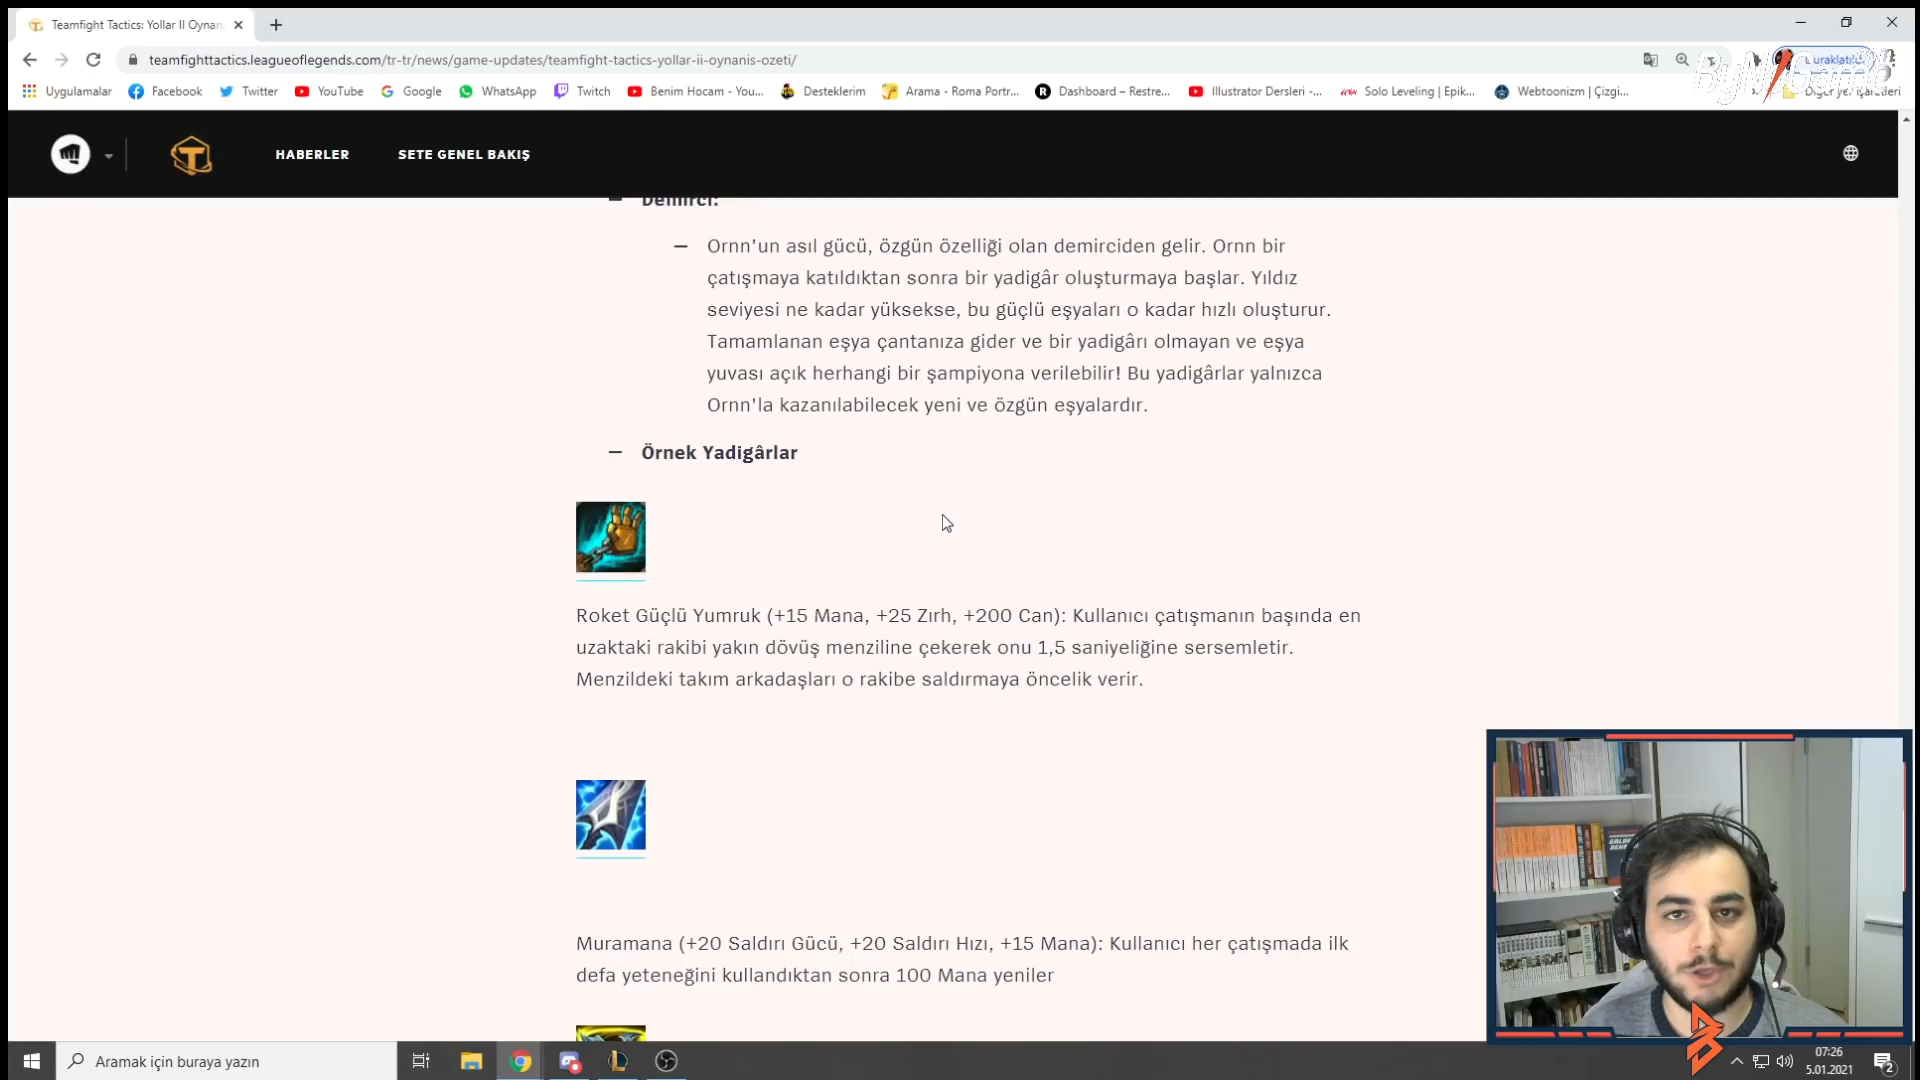 Teamfight Tactics: Yollar II Oynan
teamfighttactics.leagueoflegends.com/tr-tr/news/game-updates/teamfight-tactics-yollar-ii-oynanis-ozeti/
Uygulamalar Facebook Twitter YouTube Google WhatsApp Twitch Benim Hocam - You... Desteklerim Arama - Roma Portr... Dashboard – Restre... Illustrator Dersleri -... Solo Leveling | Epik... Webtoonizm | Çizgi...
HABERLER SETE GENEL BAKIŞ
Demirci:
Ornn'un asıl gücü, özgün özelliği olan demirciden gelir. Ornn bir
çatışmaya katıldıktan sonra bir yadigâr oluşturmaya başlar. Yıldız
seviyesi ne kadar yüksekse, bu güçlü eşyaları o kadar hızlı oluşturur.
Tamamlanan eşya çantanıza gider ve bir yadigârı olmayan ve eşya
yuvası açık herhangi bir şampiyona verilebilir! Bu yadigârlar yalnızca
Ornn'la kazanılabilecek yeni ve özgün eşyalardır.
Örnek Yadigârlar
Roket Güçlü Yumruk (+15 Mana, +25 Zırh, +200 Can): Kullanıcı çatışmanın başında en
uzaktaki rakibi yakın dövüş menziline çekerek onu 1,5 saniyeliğine sersemletir.
Menzildeki takım arkadaşları o rakibe saldırmaya öncelik verir.
Muramana (+20 Saldırı Gücü, +20 Saldırı Hızı, +15 Mana): Kullanıcı her çatışmada ilk
defa yeteneğini kullandıktan sonra 100 Mana yeniler
Aramak için buraya yazın
07:26
5.01.2021
2